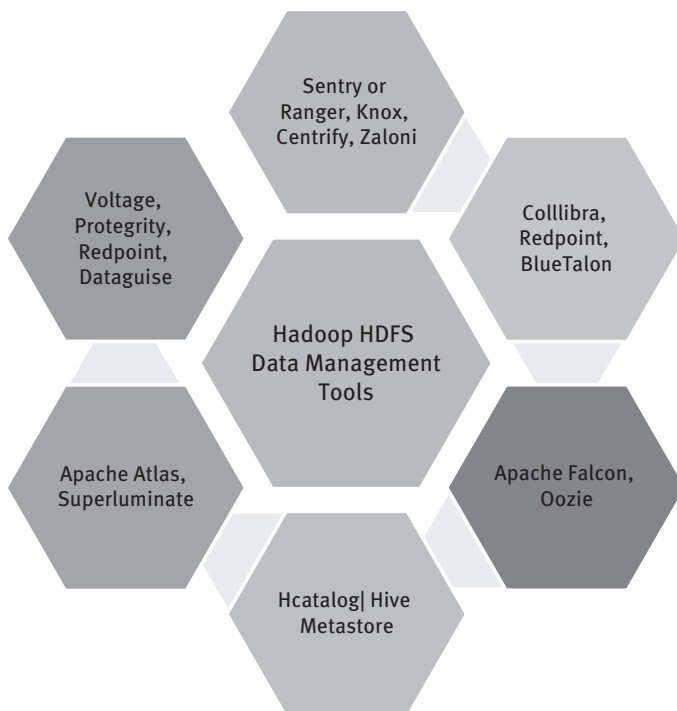 Sentry or
Ranger, Knox,
Centrify, Zaloni
Voltage,
Protegrity,
Redpoint,
Dataguise
Colllibra,
Redpoint,
BlueTalon
Hadoop HDFS
Data Management
Tools
Apache Atlas,
Superluminate
Apache Falcon,
Oozie
Hcatalog| Hive
Metastore